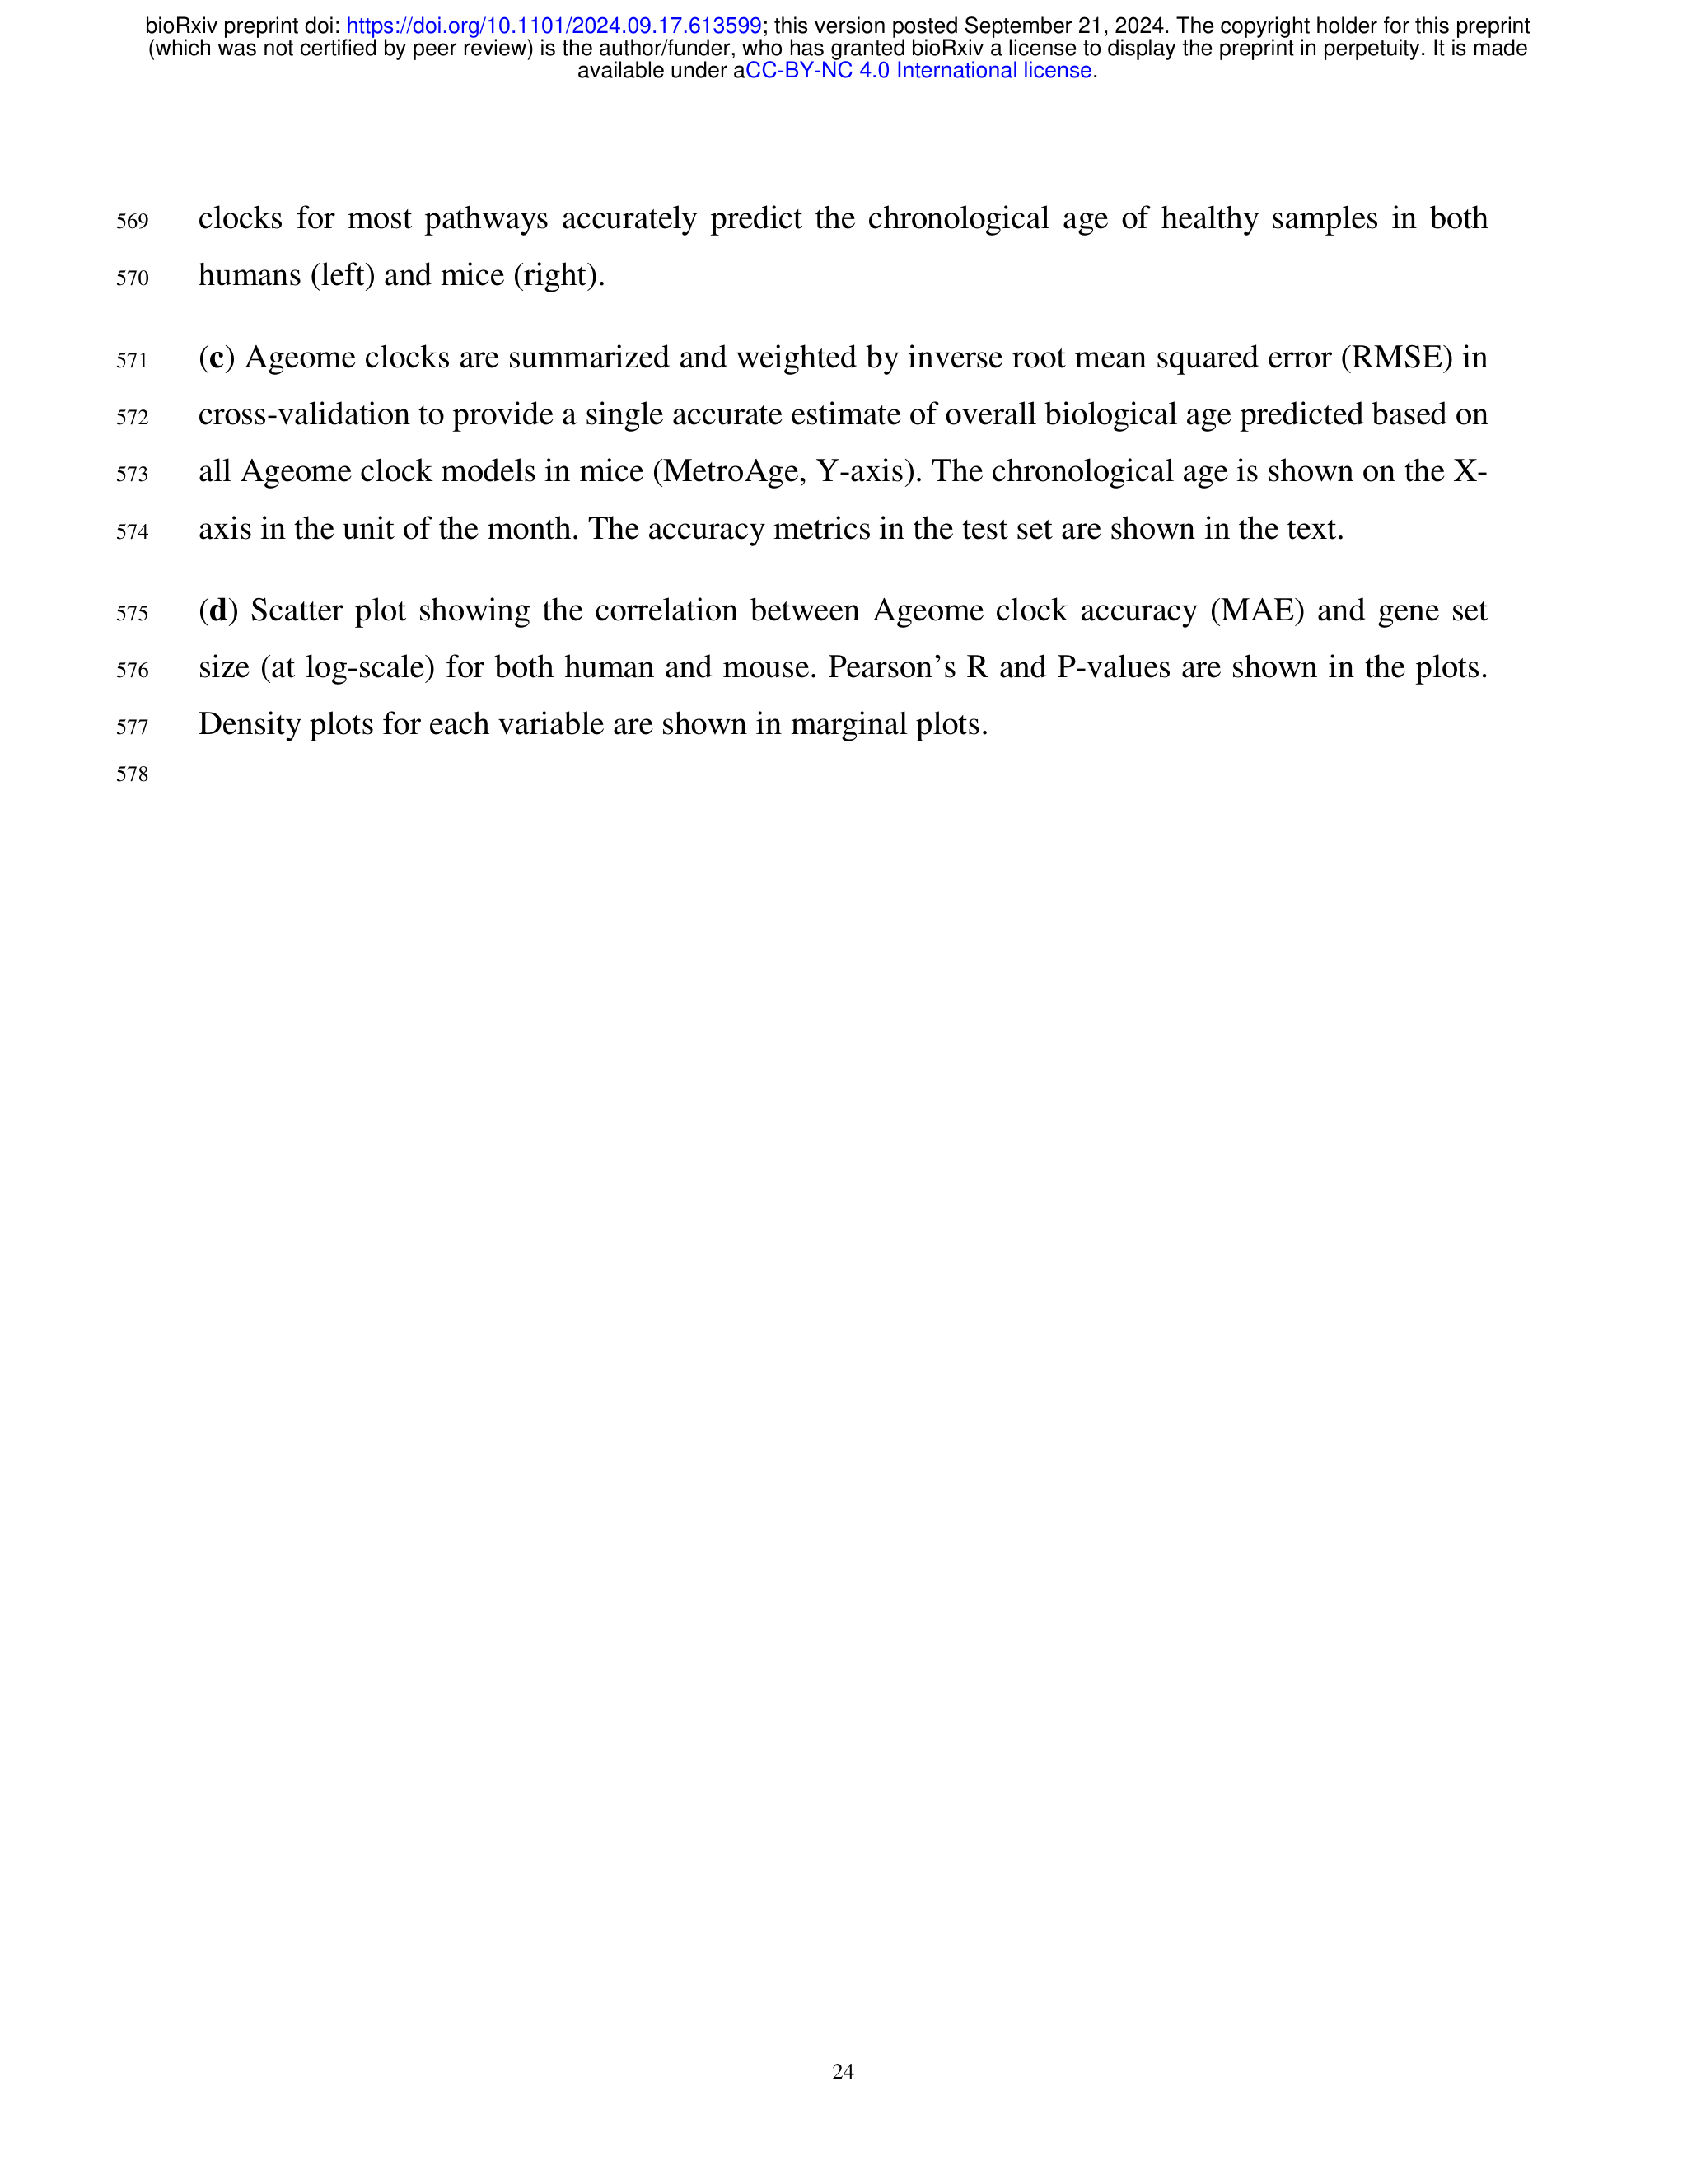 bioRxiv preprint doi: https://doi.org/10.1101/2024.09.17.613599; this version posted September 21, 2024. The copyright holder for this preprint
(which was not certified by peer review) is the author/funder, who has granted bioRxiv a license to display the preprint in perpetuity. It is made
available under aCC-BY-NC 4.0 International license.
569 clocks for most pathways accurately predict the chronological age of healthy samples in both
570 humans (left) and mice (right).
571 (c) Ageome clocks are summarized and weighted by inverse root mean squared error (RMSE) in
572 cross-validation to provide a single accurate estimate of overall biological age predicted based on
573 all Ageome clock models in mice (MetroAge, Y-axis). The chronological age is shown on the X-
574 axis in the unit of the month. The accuracy metrics in the test set are shown in the text.
575 (d) Scatter plot showing the correlation between Ageome clock accuracy (MAE) and gene set
576 size (at log-scale) for both human and mouse. Pearson’s R and P-values are shown in the plots.
577 Density plots for each variable are shown in marginal plots.
578
24